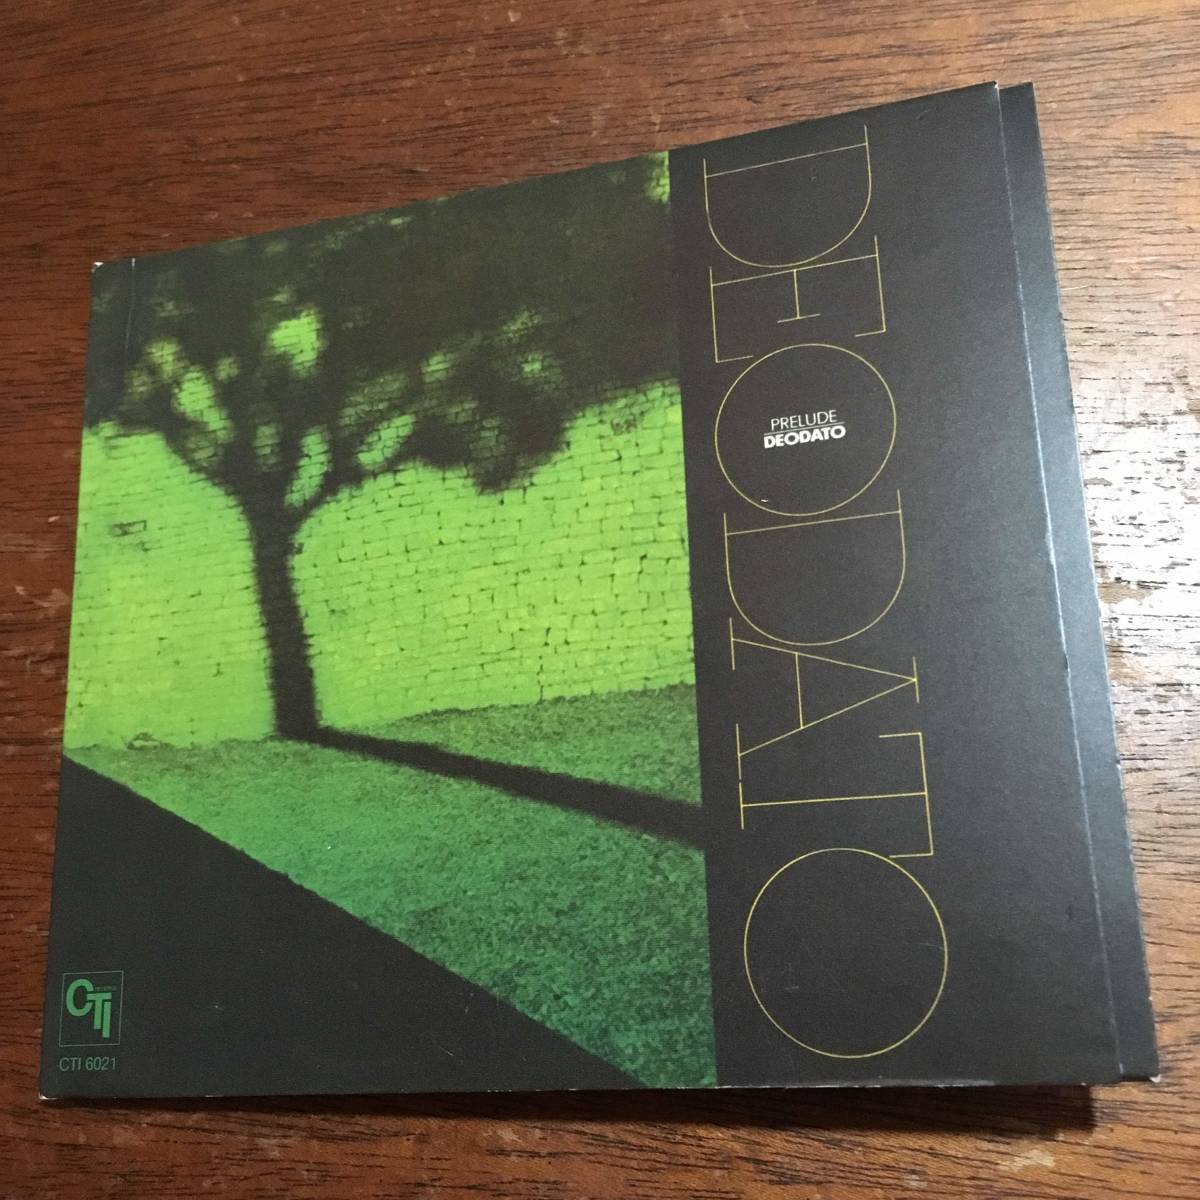 DEODATO
PRELUDE
DEODATO
CTI
CTI 6021